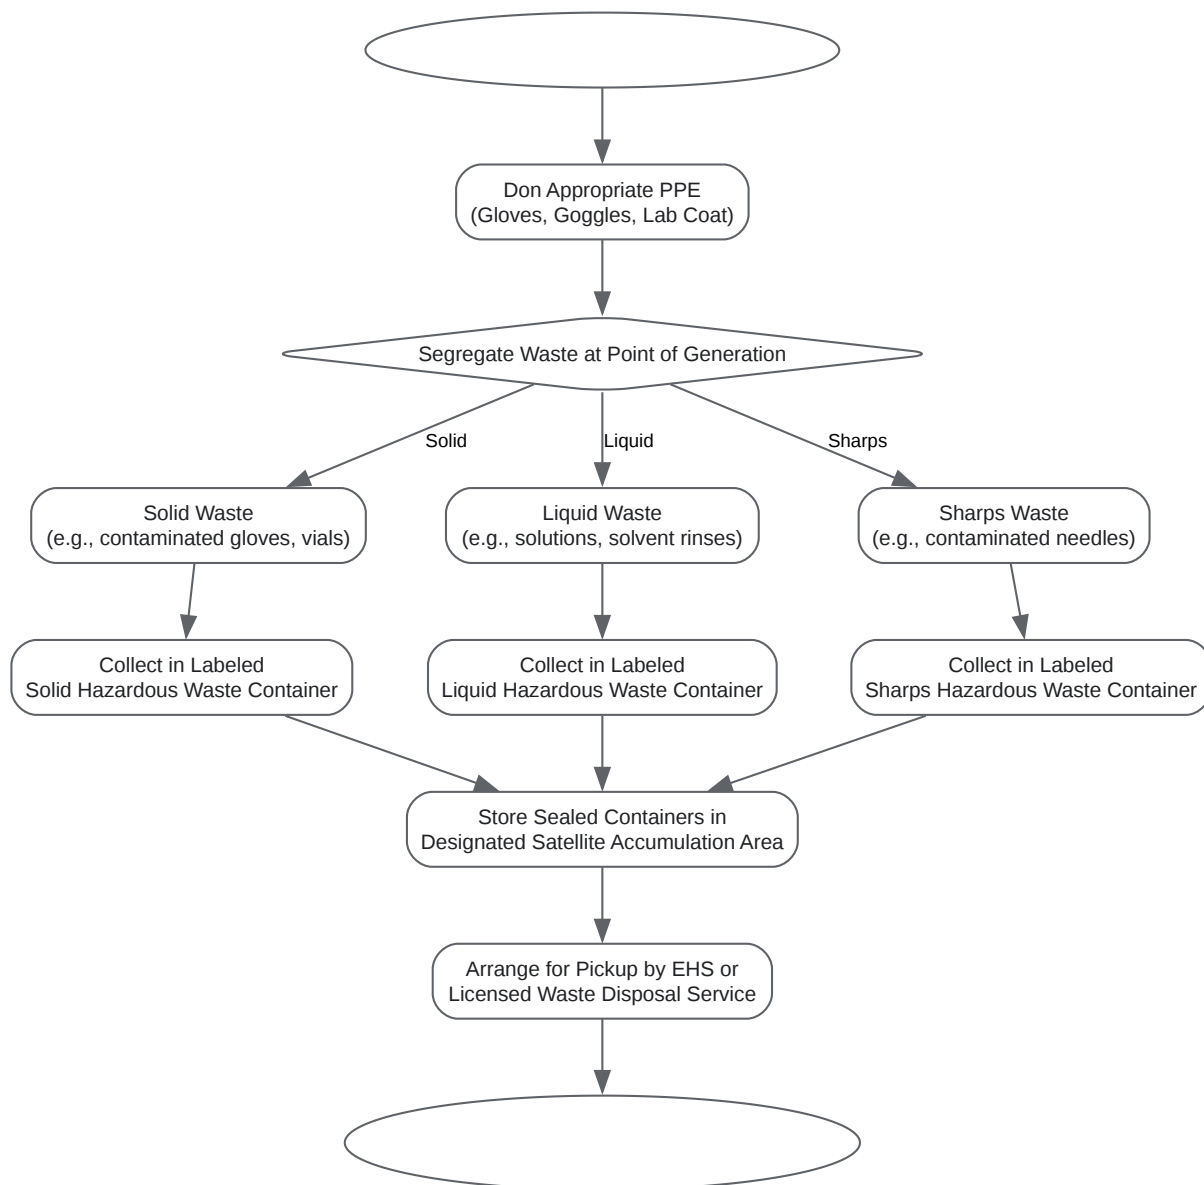 Don Appropriate PPE
(Gloves, Goggles, Lab Coat)
Segregate Waste at Point of Generation
Solid
Liquid
Sharps
Solid Waste
(e.g., contaminated gloves, vials)
Liquid Waste
(e.g., solutions, solvent rinses)
Sharps Waste
(e.g., contaminated needles)
Collect in Labeled
Solid Hazardous Waste Container
Collect in Labeled
Liquid Hazardous Waste Container
Collect in Labeled
Sharps Hazardous Waste Container
Store Sealed Containers in
Designated Satellite Accumulation Area
Arrange for Pickup by EHS or
Licensed Waste Disposal Service